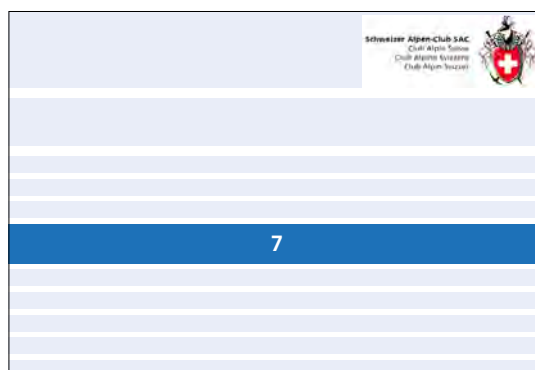 Schweizer Alpen-Club SAC
Club Alpin Suisse
Club Alpino Svizzero
Club Alpin Svizzer
7